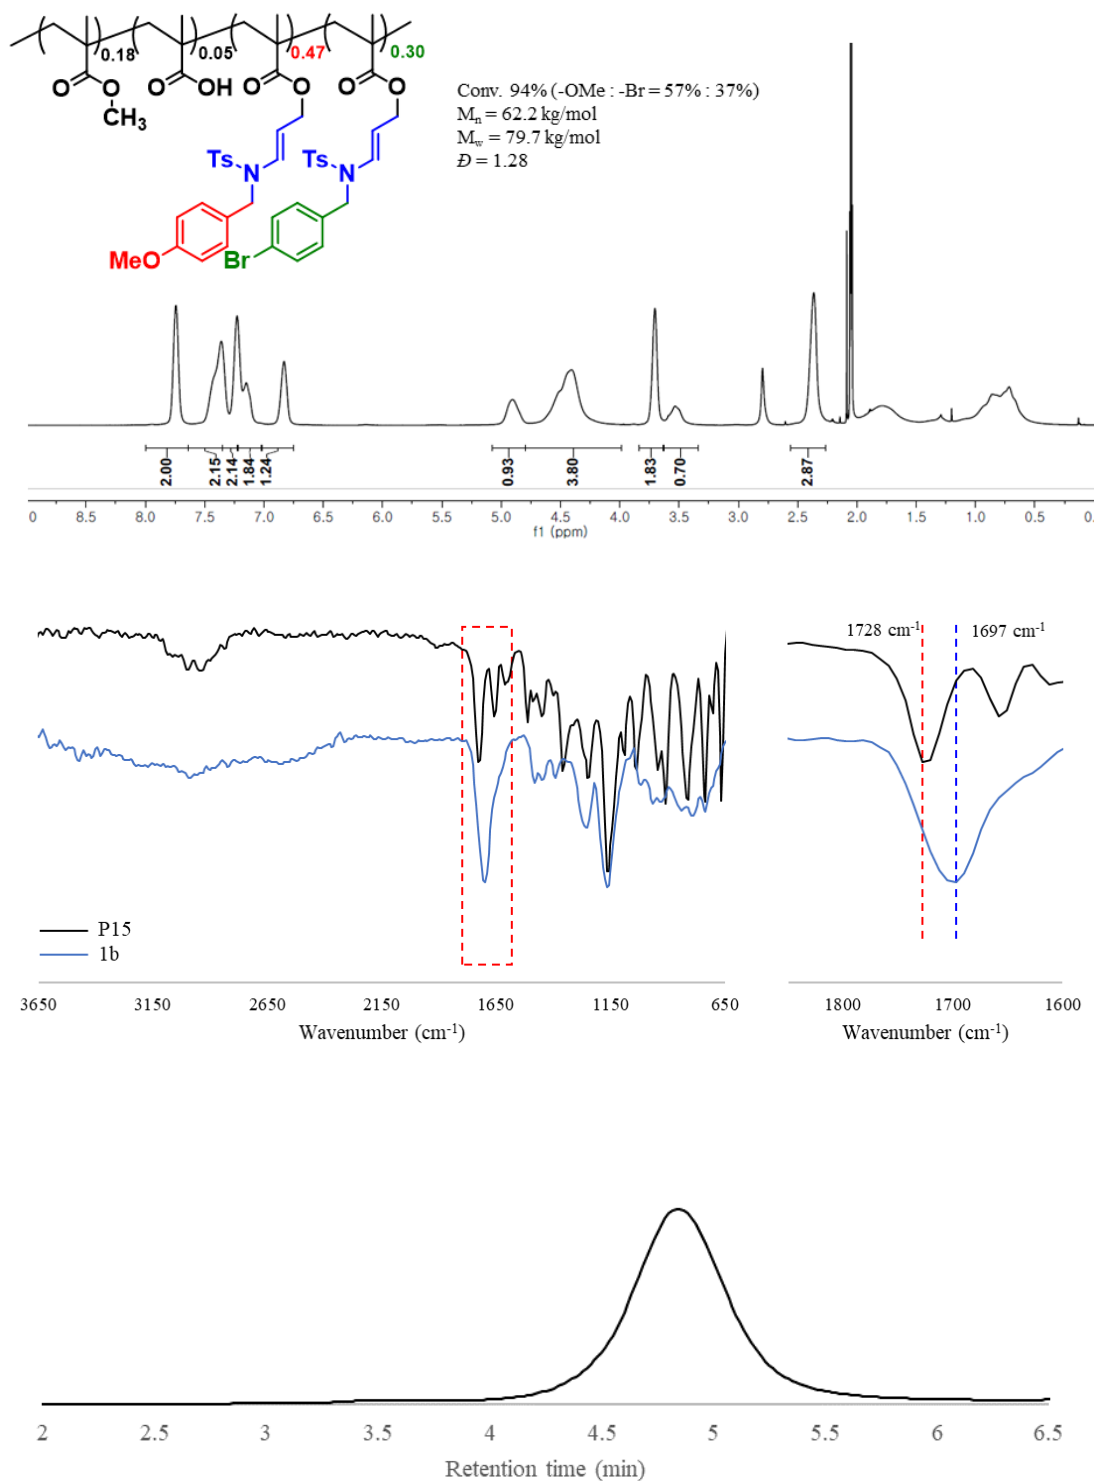 0.18
0.05
0.47
0.30
O
O
CH3
O
OH
O
O
O
O
Conv. 94% (-OMe : -Br = 57% : 37%)
Mn = 62.2 kg/mol
Mw = 79.7 kg/mol
Đ = 1.28
Ts
N
Ts
N
MeO
Br
2.00
2.15
2.14
1.84
1.24
0.93
3.80
1.83
0.70
2.87
0 8.5 8.0 7.5 7.0 6.5 6.0 5.5 5.0 4.5 4.0 3.5 3.0 2.5 2.0 1.5 1.0 0.5 0.
f1 (ppm)
1728 cm-1
1697 cm-1
P15
1b
3650 3150 2650 2150 1650 1150 650
Wavenumber (cm-1)
1800 1700 1600
Wavenumber (cm-1)
2 2.5 3 3.5 4 4.5 5 5.5 6 6.5
Retention time (min)